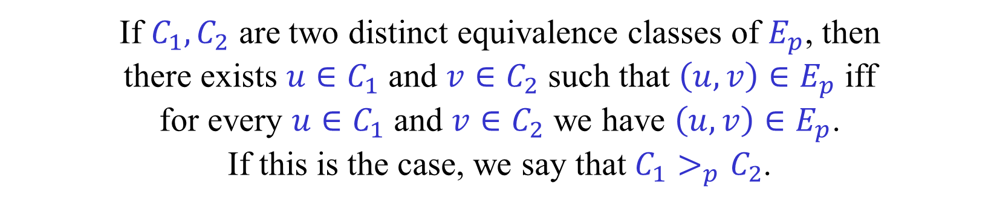 If C₁, C₂ are two distinct equivalence classes of Eₚ, then
there exists u ∈ C₁ and v ∈ C₂ such that (u, v) ∈ Eₚ iff
for every u ∈ C₁ and v ∈ C₂ we have (u, v) ∈ Eₚ.
If this is the case, we say that C₁ >ₚ C₂.